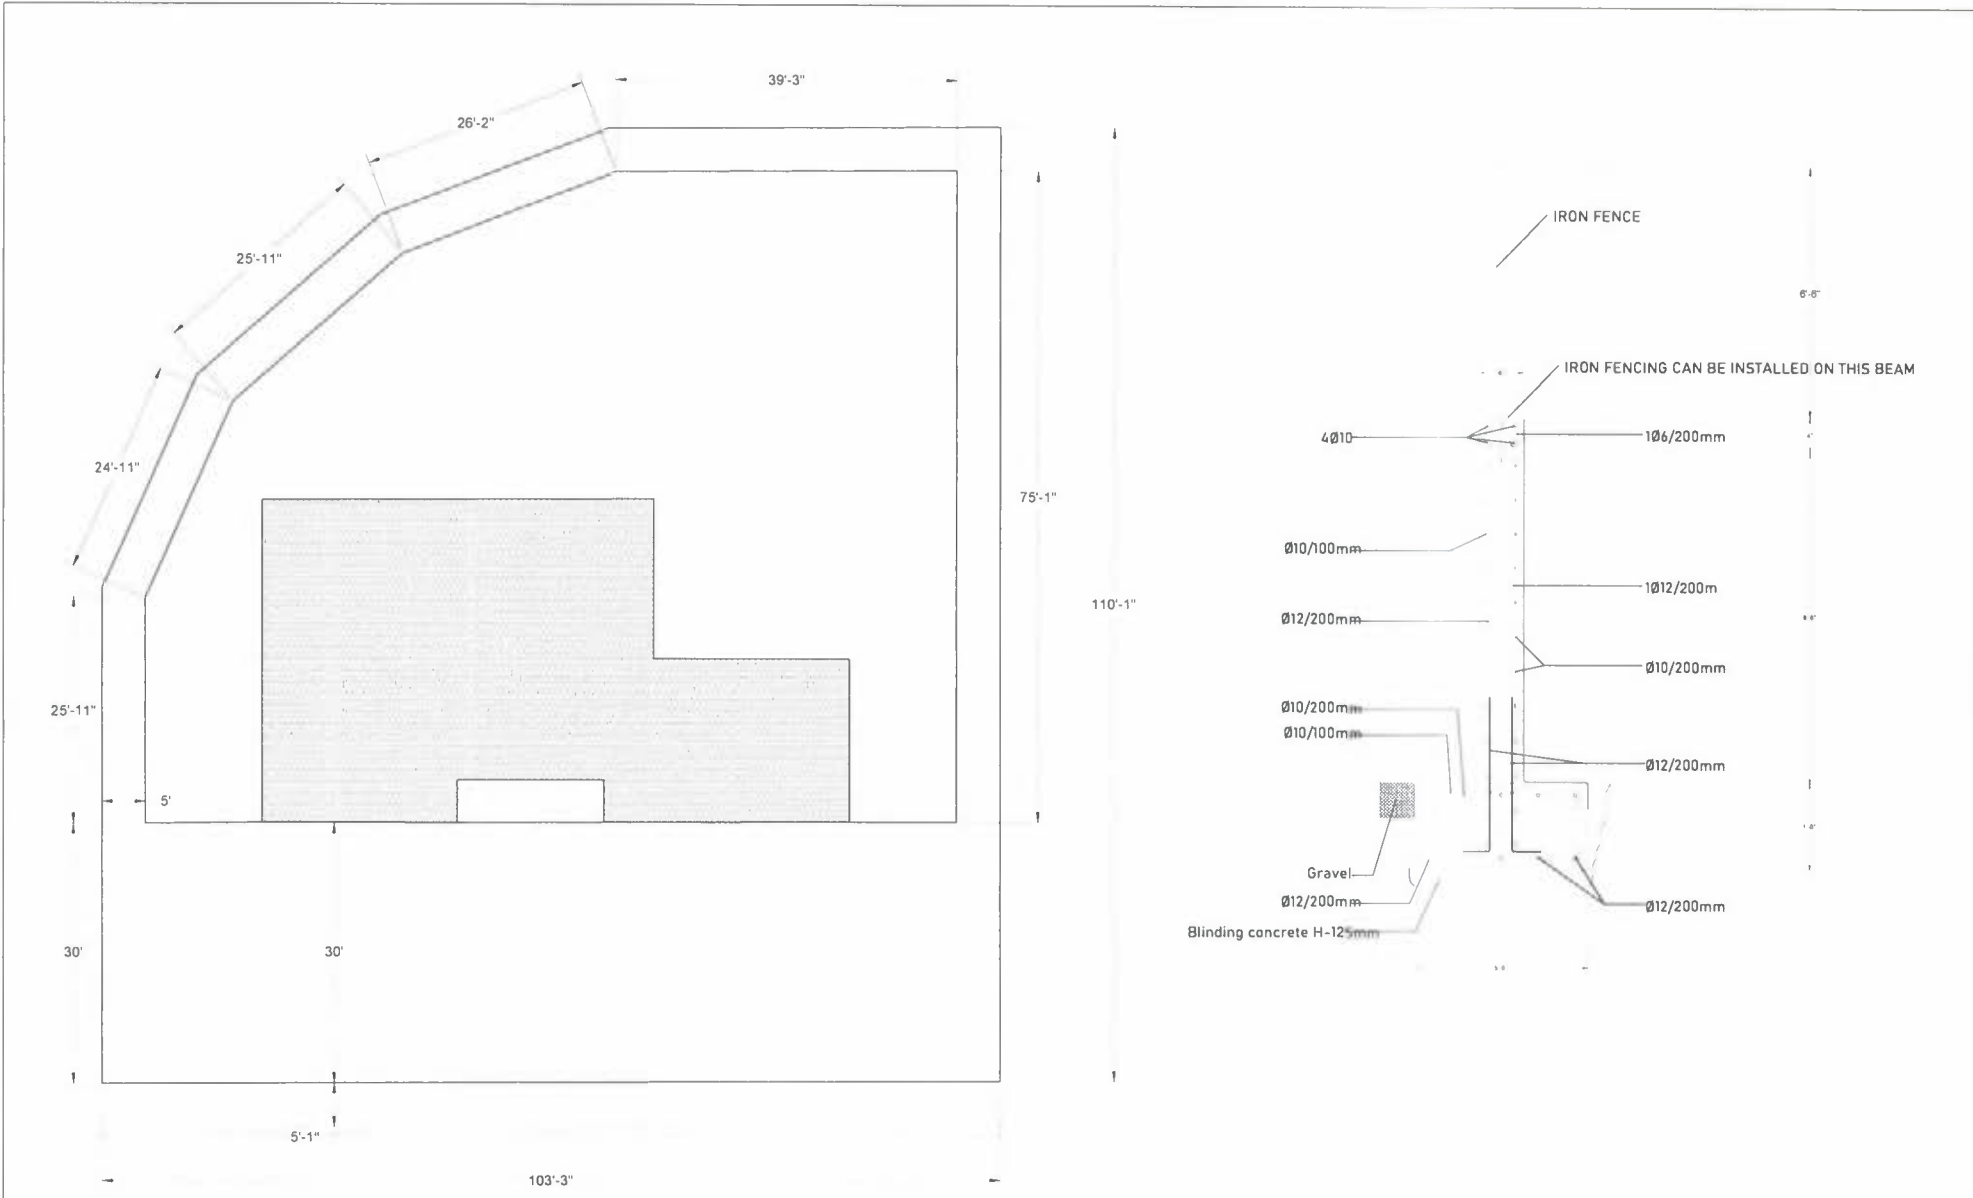 39'-3"
26'-2"
25'-11"
24'-11"
75'-1"
110'-1"
25'-11"
5'
30'
30'
5'-1"
103'-3"
IRON FENCE
IRON FENCING CAN BE INSTALLED ON THIS BEAM
4Ø10
1Ø6/200mm
Ø10/100mm
1Ø12/200m
Ø12/200mm
Ø10/200mm
Ø10/200mm
Ø10/100mm
Ø12/200mm
Gravel
Ø12/200mm
Ø12/200mm
Blinding concrete H-125mm